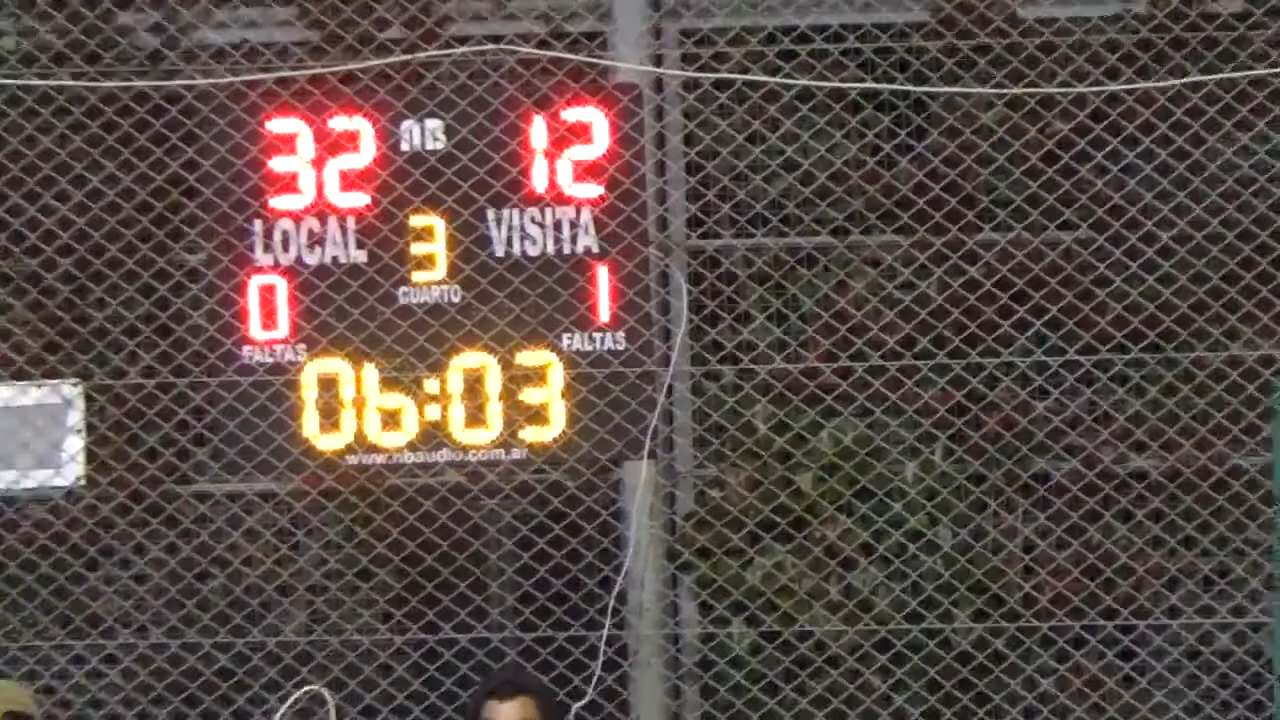 32 nB 12
LOCAL 3 VISITA
CUARTO
0 1
FALTAS FALTAS
06:03
www.nbaudio.com.ar